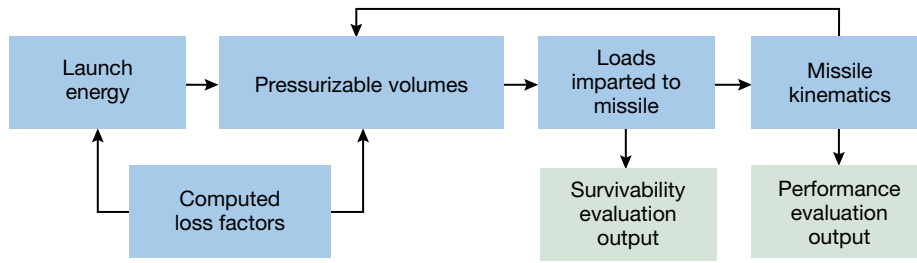 Launch
energy
Pressurizable volumes
Loads
imparted to
missile
Missile
kinematics
Computed
loss factors
Survivability
evaluation
output
Performance
evaluation
output